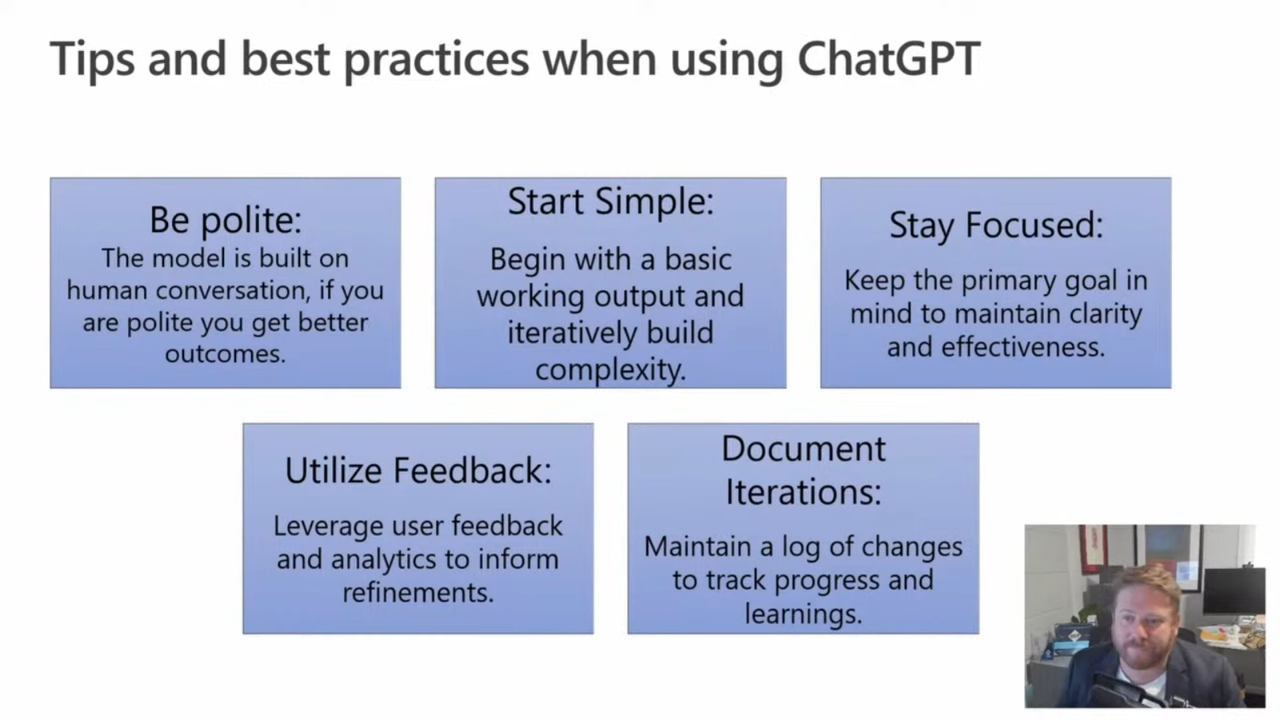 Tips and best practices when using ChatGPT
Be polite:
The model is built on
human conversation, if you
are polite you get better
outcomes.
Start Simple:
Begin with a basic
working output and
iteratively build
complexity.
Stay Focused:
Keep the primary goal in
mind to maintain clarity
and effectiveness.
Utilize Feedback:
Leverage user feedback
and analytics to inform
refinements.
Document
Iterations:
Maintain a log of changes
to track progress and
learnings.